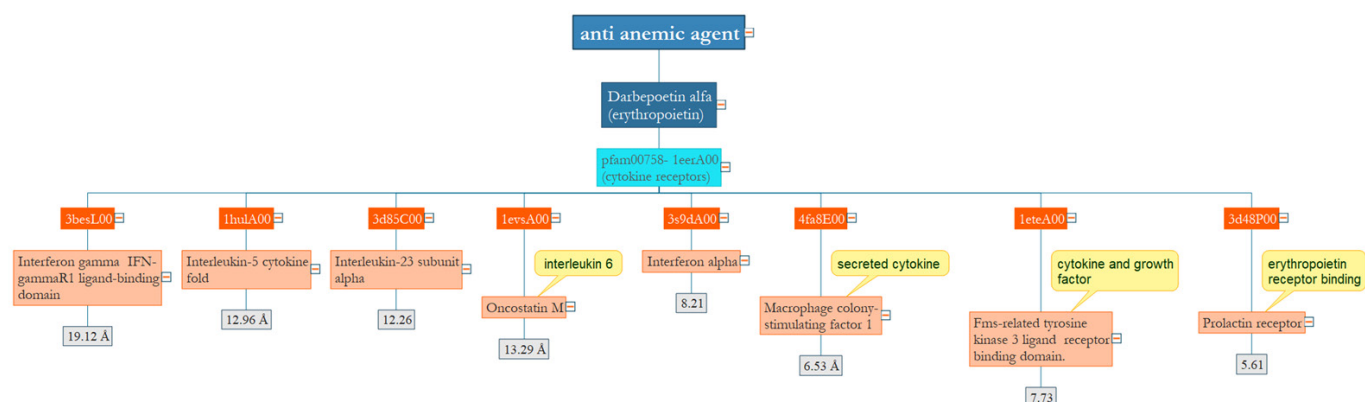 anti anemic agent
Darbepoetin alfa
(erythropoietin)
pfam00758- 1eerA00
(cytokine receptors)
3besL00
1hulA00
3d85C00
1evsA00
3s9dA00
4fa8E00
1eteA00
3d48P00
Interferon gamma IFN-
gammaR1 ligand-binding
domain
Interleukin-5 cytokine
fold
Interleukin-23 subunit
alpha
interleukin 6
Interferon alpha
secreted cytokine
cytokine and growth
factor
erythropoietin
receptor binding
Oncostatin M
Macrophage colony-
stimulating factor 1
Fms-related tyrosine
kinase 3 ligand receptor
binding domain.
Prolactin receptor
19.12 Å
12.96 Å
12.26
13.29 Å
8.21
6.53 Å
7.73
5.61